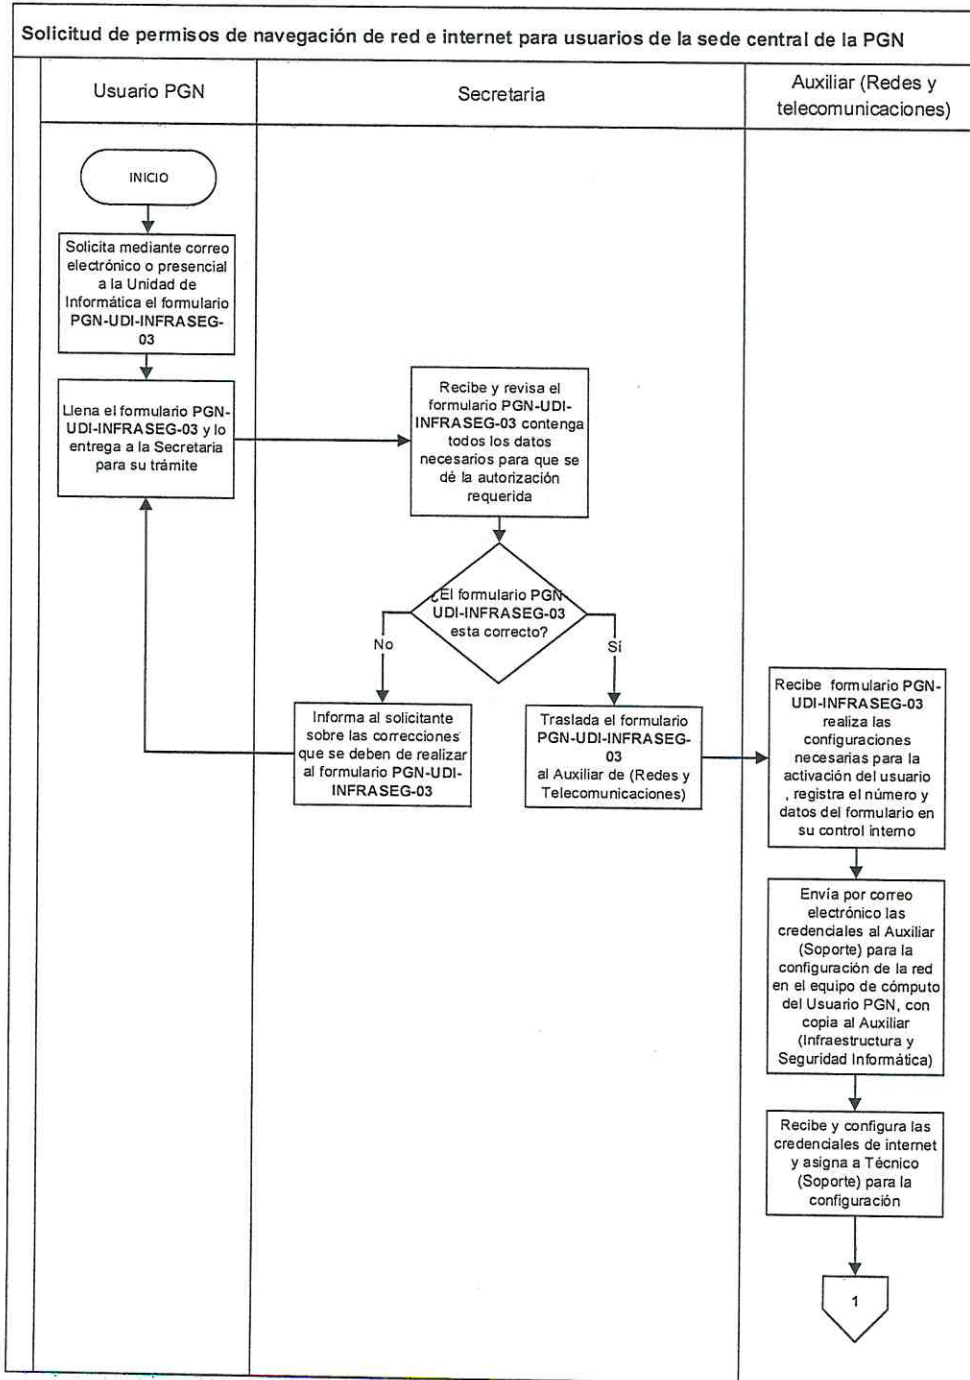 Solicitud de permisos de navegación de red e internet para usuarios de la sede central de la PGN
Usuario PGN
Secretaria
Auxiliar (Redes y
telecomunicaciones)
INICIO
Solicita mediante correo
electrónico o presencial
a la Unidad de
Informática el formulario
PGN-UDI-INFRASEG-
03
Llena el formulario PGN-
UDI-INFRASEG-03 y lo
entrega a la Secretaria
para su trámite
Recibe y revisa el
formulario PGN-UDI-
INFRASEG-03 contenga
todos los datos
necesarios para que se
dé la autorización
requerida
¿El formulario PGN-
UDI-INFRASEG-03
esta correcto?
No
Sí
Informa al solicitante
sobre las correcciones
que se deben de realizar
al formulario PGN-UDI-
INFRASEG-03
Traslada el formulario
PGN-UDI-INFRASEG-
03
al Auxiliar de (Redes y
Telecomunicaciones)
Recibe formulario PGN-
UDI-INFRASEG-03
realiza las
configuraciones
necesarias para la
activación del usuario
, registra el número y
datos del formulario en
su control interno
Envía por correo
electrónico las
credenciales al Auxiliar
(Soporte) para la
configuración de la red
en el equipo de cómputo
del Usuario PGN, con
copia al Auxiliar
(Infraestructura y
Seguridad Informática)
Recibe y configura las
credenciales de internet
y asigna a Técnico
(Soporte) para la
configuración
1